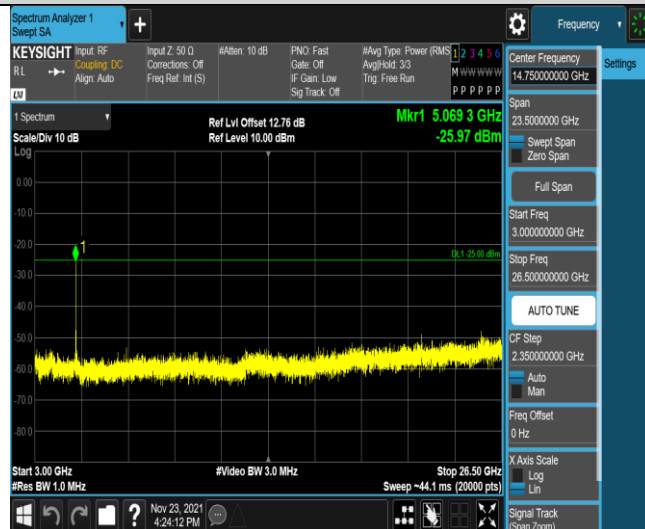 Spectrum Analyzer 1
Swept SA
Frequency
KEYSIGHT
R L
LXI
Input: RF
Coupling: DC
Align: Auto
Input Z: 50 Ω
Corrections: Off
Freq Ref: Int (S)
#Atten: 10 dB
PNO: Fast
Gate: Off
IF Gain: Low
Sig Track: Off
#Avg Type: Power (RMS
Avg|Hold: 3/3
Trig: Free Run
1 2 3 4 5 6
M W W W W W
P P P P P P
1 Spectrum
Scale/Div 10 dB
Log
Ref Lvl Offset 12.76 dB
Ref Level 10.00 dBm
Mkr1 5.069 3 GHz
-25.97 dBm
0.00
-10.0
-20.0
-30.0
-40.0
-50.0
-60.0
-70.0
-80.0
1
DL1 -25.00 dBm
Start 3.00 GHz
#Res BW 1.0 MHz
#Video BW 3.0 MHz
Stop 26.50 GHz
Sweep ~44.1 ms (20000 pts)
Nov 23, 2021
4:24:12 PM
Settings
Center Frequency
14.750000000 GHz
Span
23.5000000 GHz
Swept Span
Zero Span
Full Span
Start Freq
3.000000000 GHz
Stop Freq
26.500000000 GHz
AUTO TUNE
CF Step
2.350000000 GHz
Auto
Man
Freq Offset
0 Hz
X Axis Scale
Log
Lin
Signal Track
(Span Zoom)